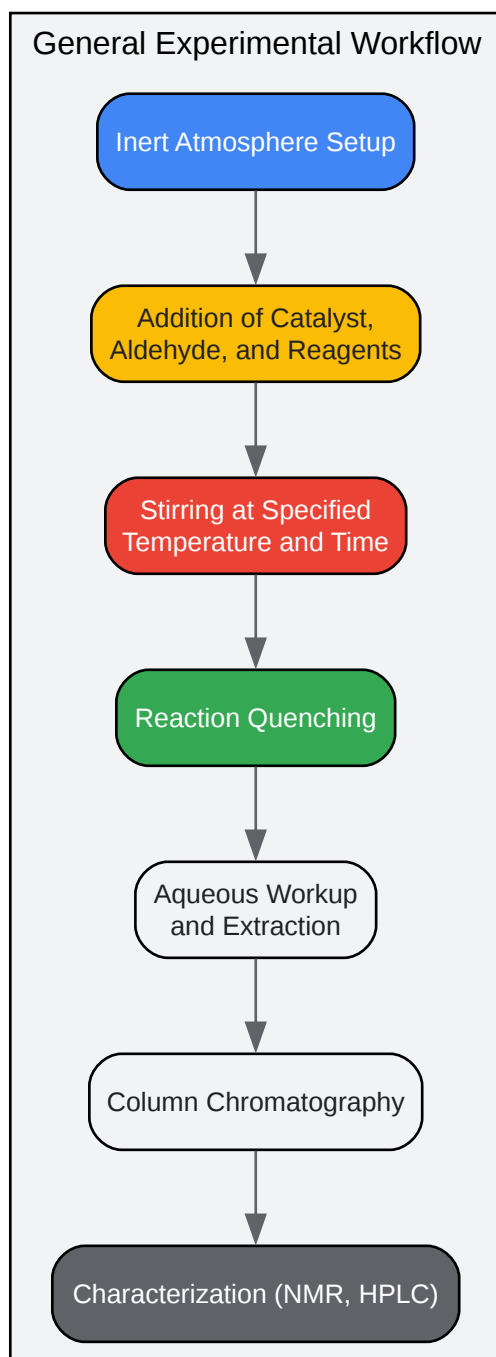 General Experimental Workflow
Inert Atmosphere Setup
Addition of Catalyst,
Aldehyde, and Reagents
Stirring at Specified
Temperature and Time
Reaction Quenching
Aqueous Workup
and Extraction
Column Chromatography
Characterization (NMR, HPLC)